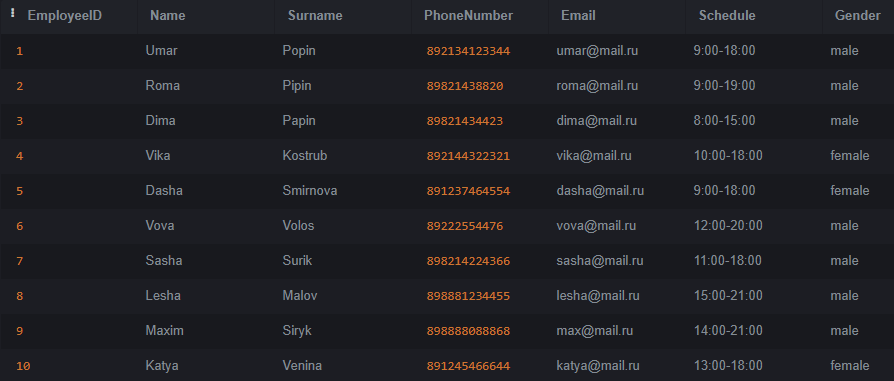 EmployeeID Name Surname PhoneNumber Email Schedule Gender
1 Umar Popin 892134123344 umar@mail.ru 9:00-18:00 male
2 Roma Pipin 89821438820 roma@mail.ru 9:00-19:00 male
3 Dima Papin 89821434423 dima@mail.ru 8:00-15:00 male
4 Vika Kostrub 892144322321 vika@mail.ru 10:00-18:00 female
5 Dasha Smirnova 891237464554 dasha@mail.ru 9:00-18:00 female
6 Vova Volos 89222554476 vova@mail.ru 12:00-20:00 male
7 Sasha Surik 898214224366 sasha@mail.ru 11:00-18:00 male
8 Lesha Malov 898881234455 lesha@mail.ru 15:00-21:00 male
9 Maxim Siryk 898888088868 max@mail.ru 14:00-21:00 male
10 Katya Venina 891245466644 katya@mail.ru 13:00-18:00 female